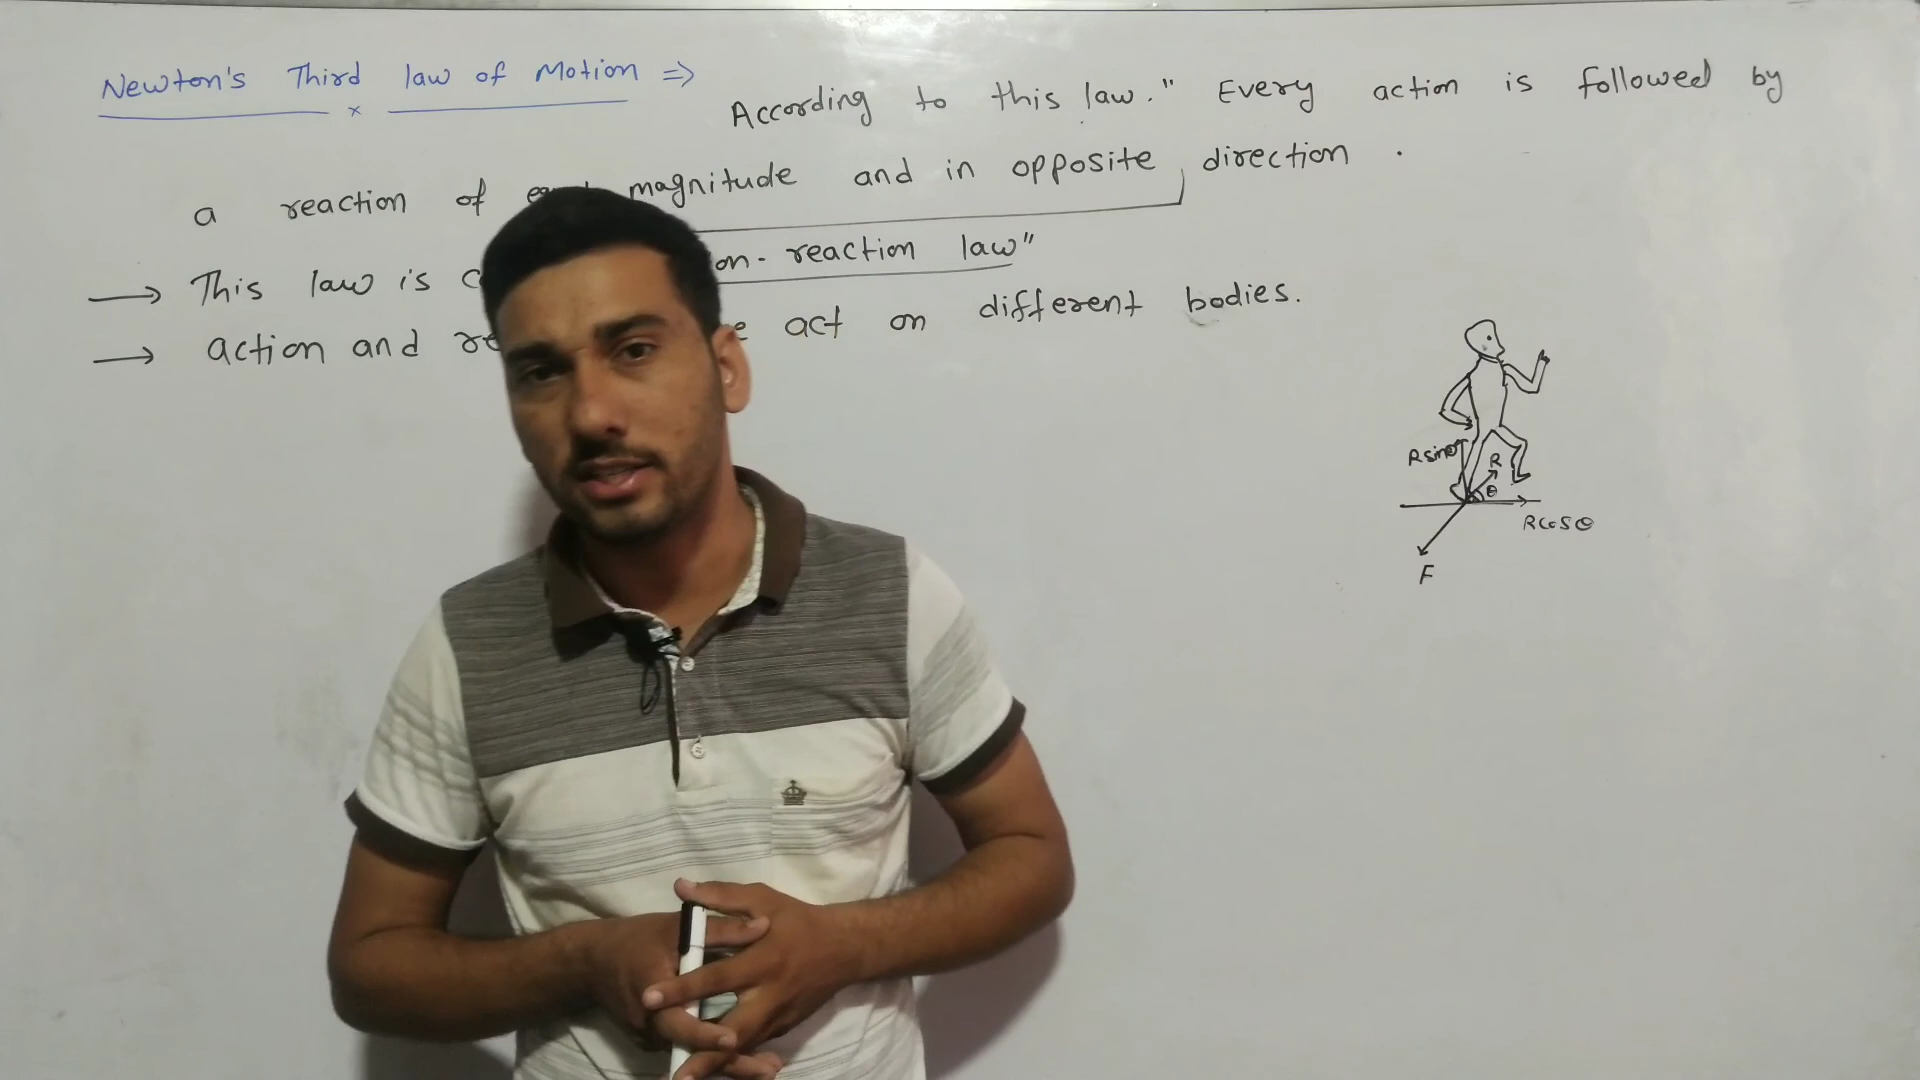 Newton's Third law of Motion ⇒ According to this law." Every action is followed by
a reaction of magnitude and in opposite direction .
→ This law is on- reaction law"
→ action and act on different bodies.
Rsinθ
R
θ
Rcosθ
F